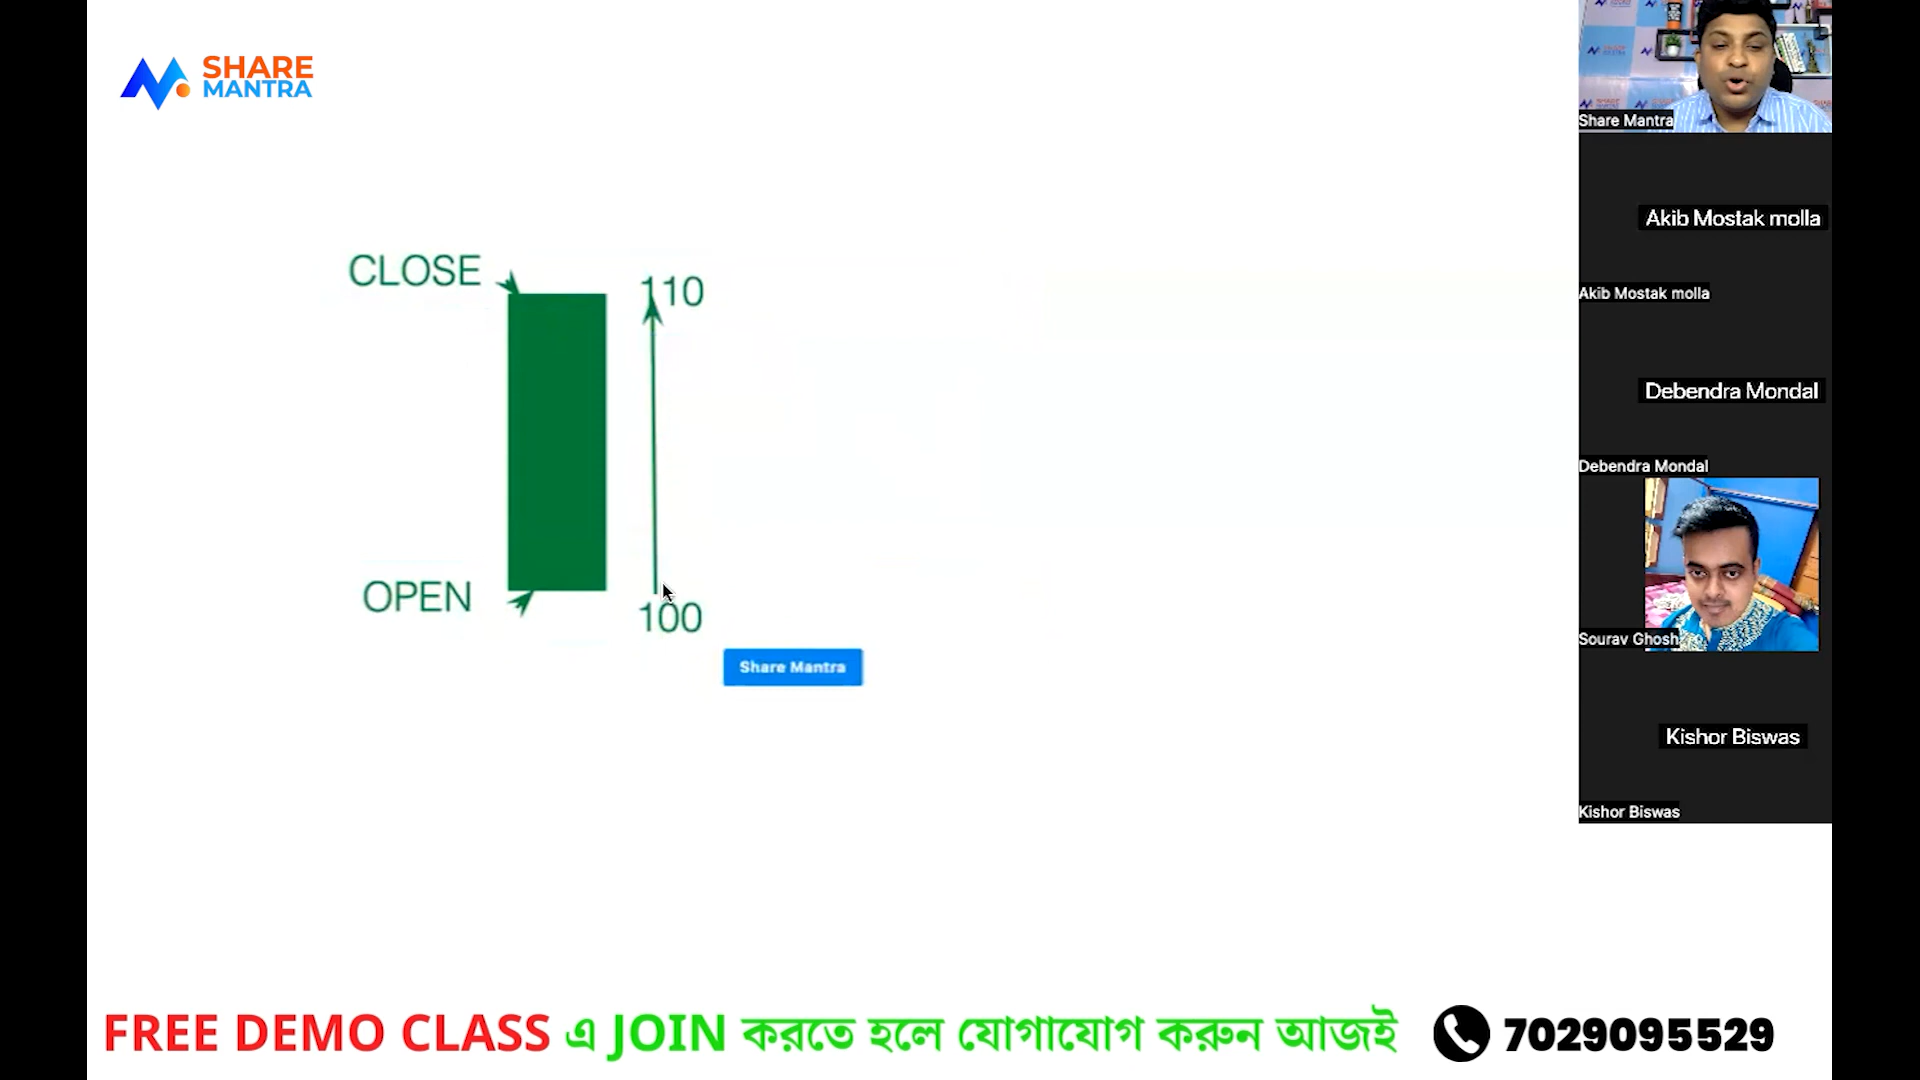 SHARE
MANTRA
CLOSE
110
OPEN
100
Share Mantra
Share Mantra
Akib Mostak molla
Akib Mostak molla
Debendra Mondal
Debendra Mondal
Sourav Ghosh
Kishor Biswas
Kishor Biswas
FREE DEMO CLASS এ JOIN করতে হলে যোগাযোগ করুন আজই 7029095529